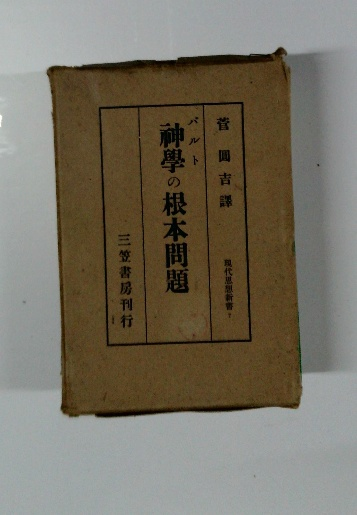 菅圓吉譯
現代思想新書7
バルト
神學の根本問題
三笠書房刊行